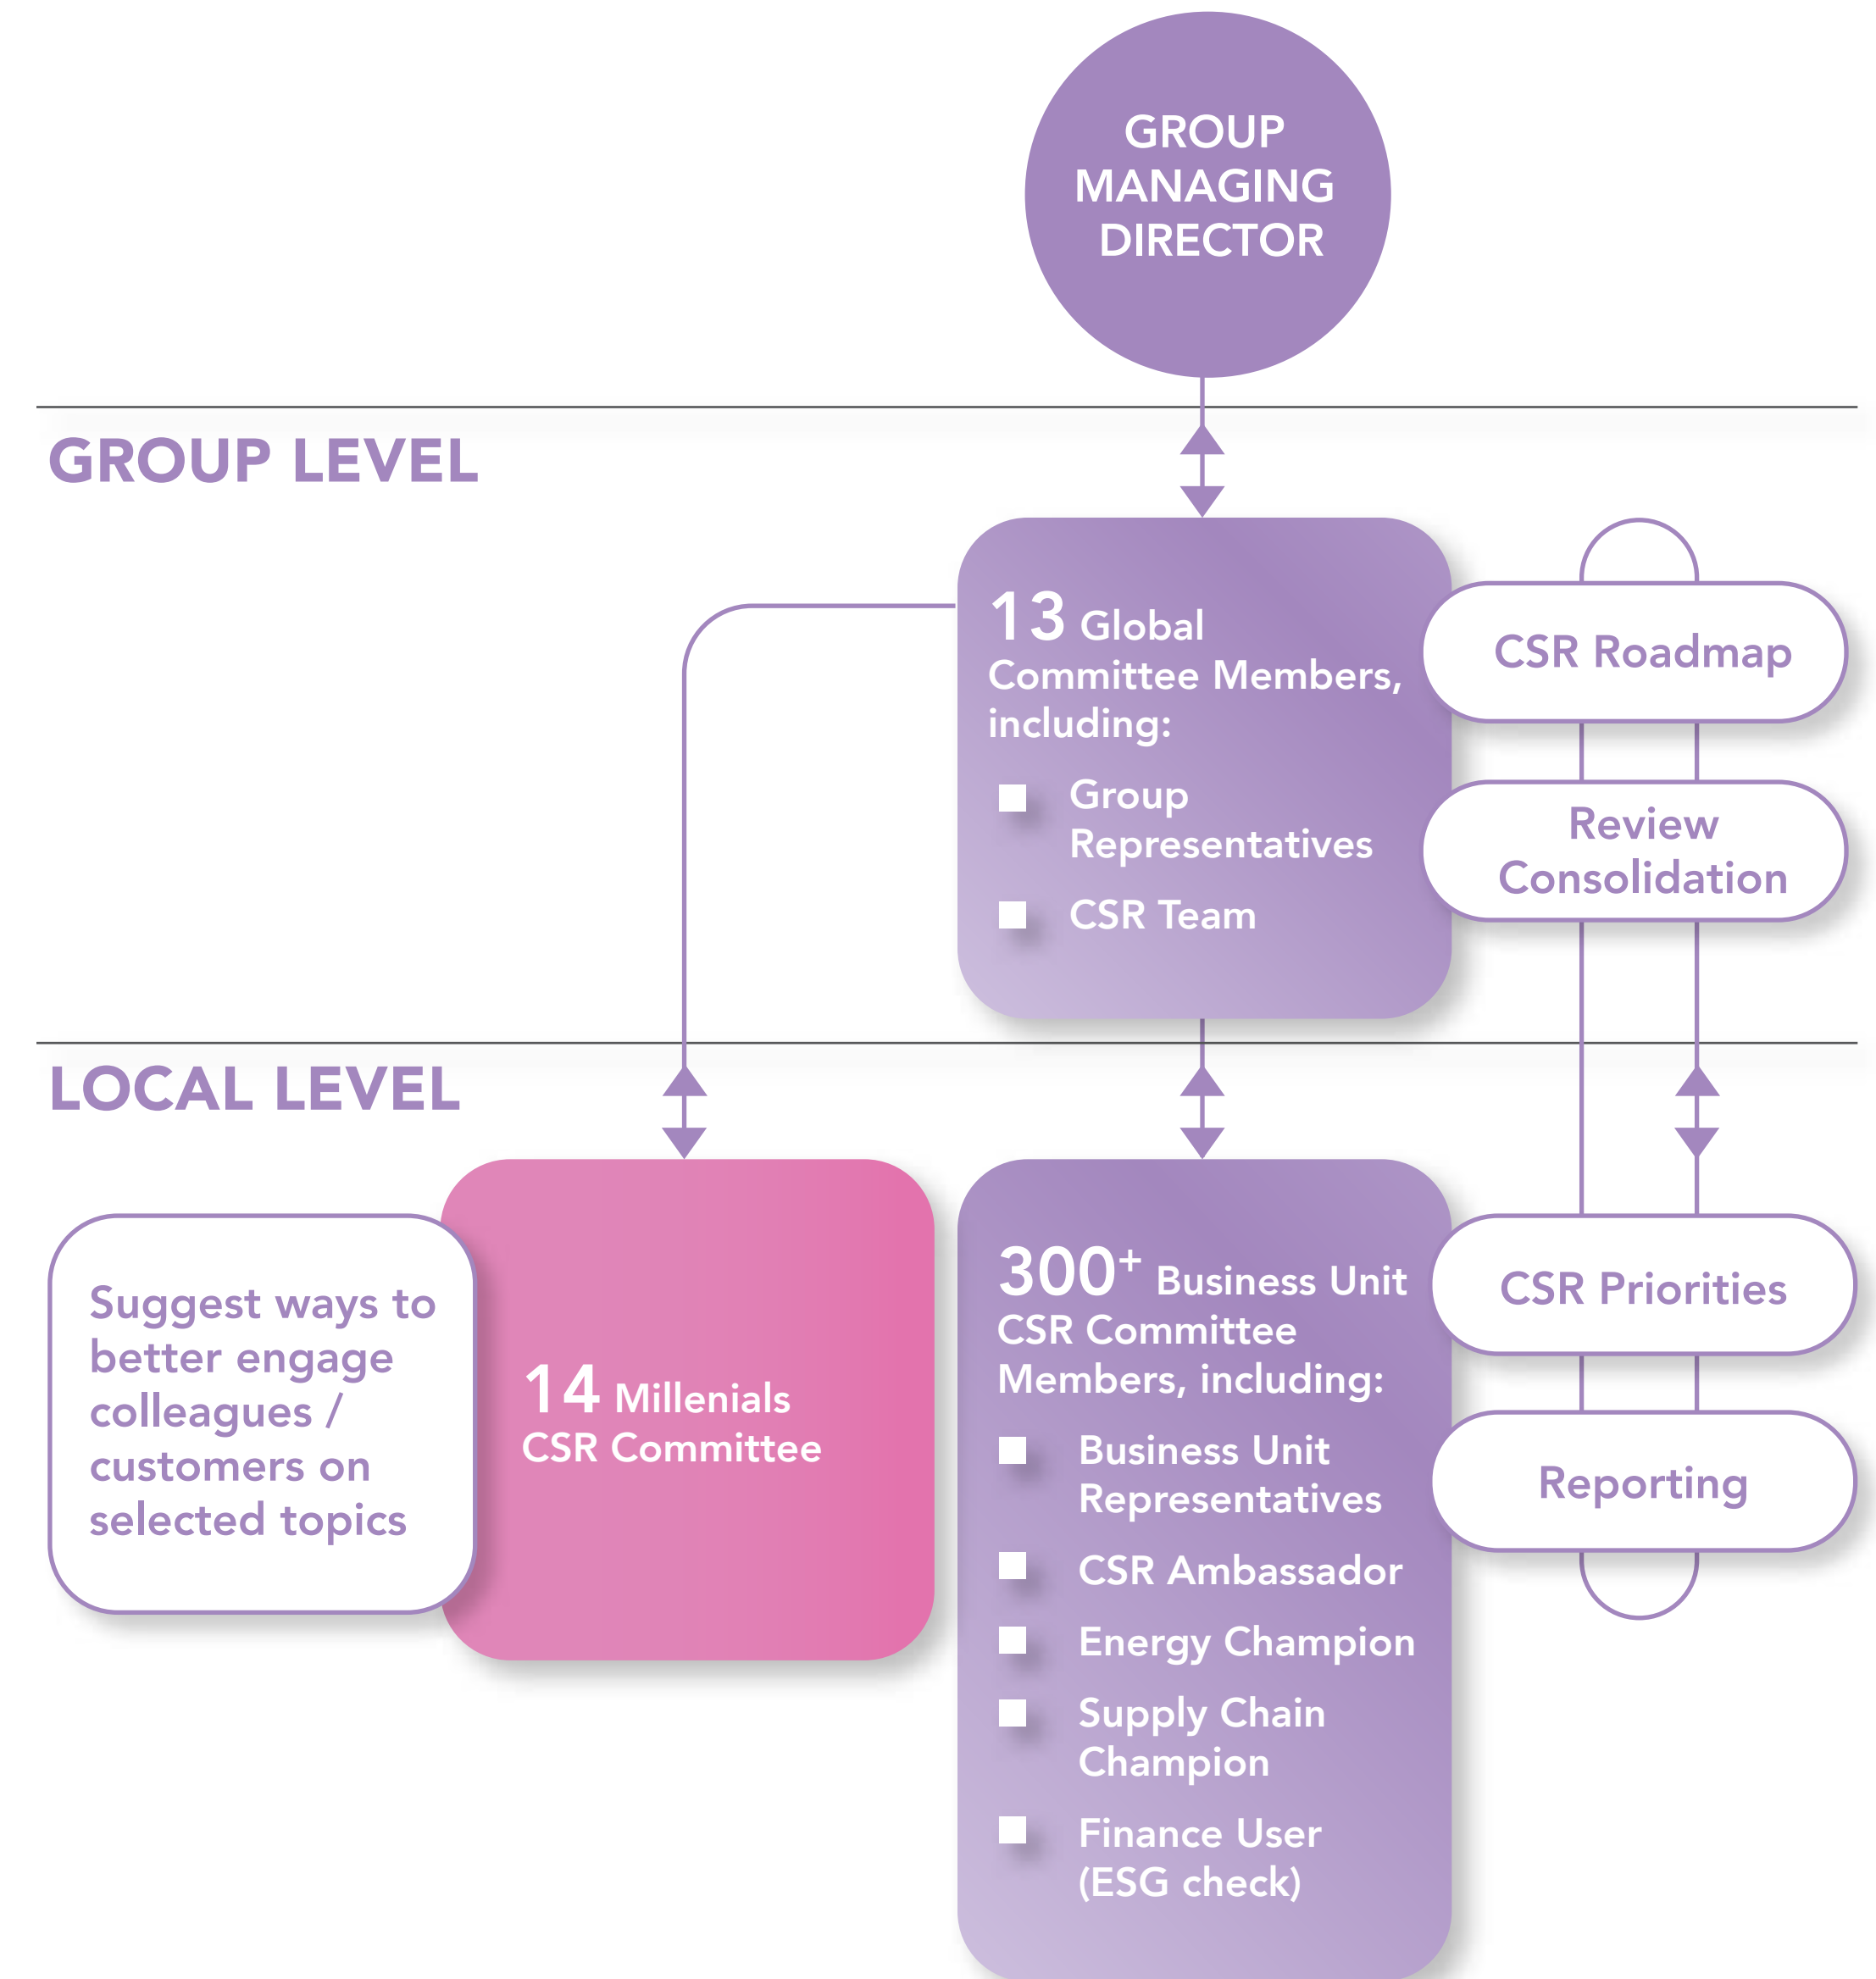 GROUP
MANAGING
DIRECTOR
GROUP LEVEL
13 Global
Committee Members,
including:
Group
Representatives
CSR Team
CSR Roadmap
Review
Consolidation
LOCAL LEVEL
Suggest ways to
better engage
colleagues /
customers on
selected topics
14 Millenials
CSR Committee
300+ Business Unit
CSR Committee
Members, including:
Business Unit
Representatives
CSR Ambassador
Energy Champion
Supply Chain
Champion
Finance User
(ESG check)
CSR Priorities
Reporting